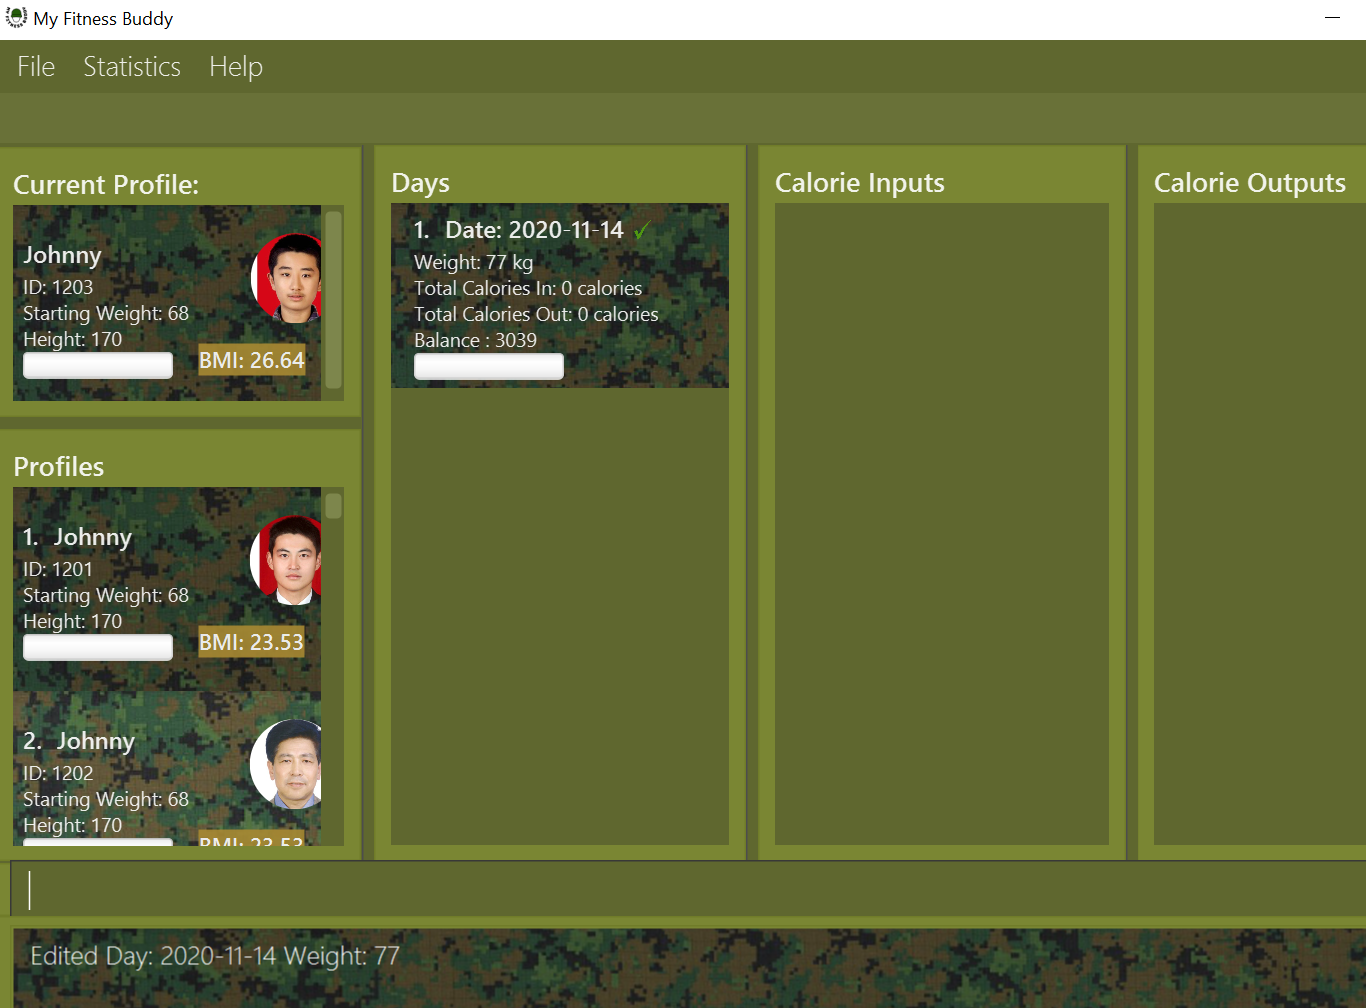 My Fitness Buddy
File Statistics Help
Current Profile:
Johnny
ID: 1203
Starting Weight: 68
Height: 170
BMI: 26.64
Profiles
1. Johnny
ID: 1201
Starting Weight: 68
Height: 170
BMI: 23.53
2. Johnny
ID: 1202
Starting Weight: 68
Height: 170
BMI: 23.53
Days
1. Date: 2020-11-14 ✓
Weight: 77 kg
Total Calories In: 0 calories
Total Calories Out: 0 calories
Balance : 3039
Calorie Inputs
Calorie Outputs
Edited Day: 2020-11-14 Weight: 77